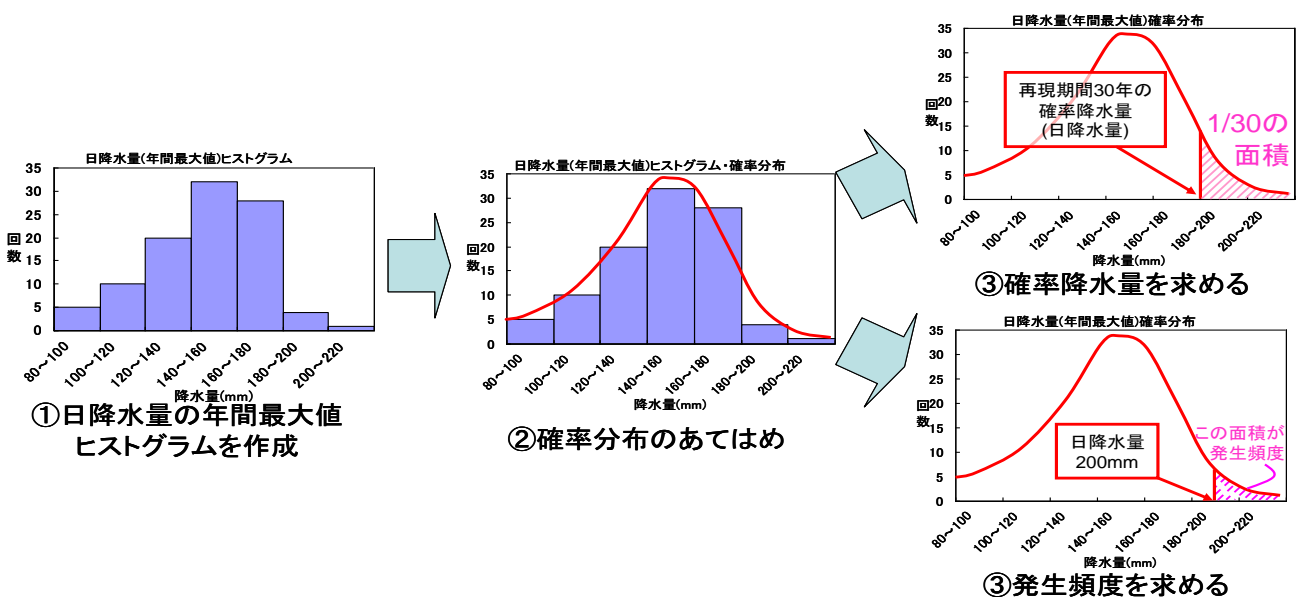 日降水量(年間最大値)ヒストグラム
35
30
25
20
15
10
5
0
回数
80～100
100～120
120～140
140～160
160～180
180～200
200～220
降水量(mm)
①日降水量の年間最大値
ヒストグラムを作成
日降水量(年間最大値)ヒストグラム・確率分布
35
30
25
20
15
10
5
0
回数
80～100
100～120
120～140
140～160
160～180
180～200
200～220
降水量(mm)
②確率分布のあてはめ
日降水量(年間最大値)確率分布
35
30
25
20
15
10
5
0
回数
再現期間30年の
確率降水量
(日降水量)
1/30の
面積
80～100
100～120
120～140
140～160
160～180
180～200
200～220
降水量(mm)
③確率降水量を求める
日降水量(年間最大値)確率分布
35
30
25
20
15
10
5
0
回数
日降水量
200mm
この面積が
発生頻度
80～100
100～120
120～140
140～160
160～180
180～200
200～220
降水量(mm)
③発生頻度を求める